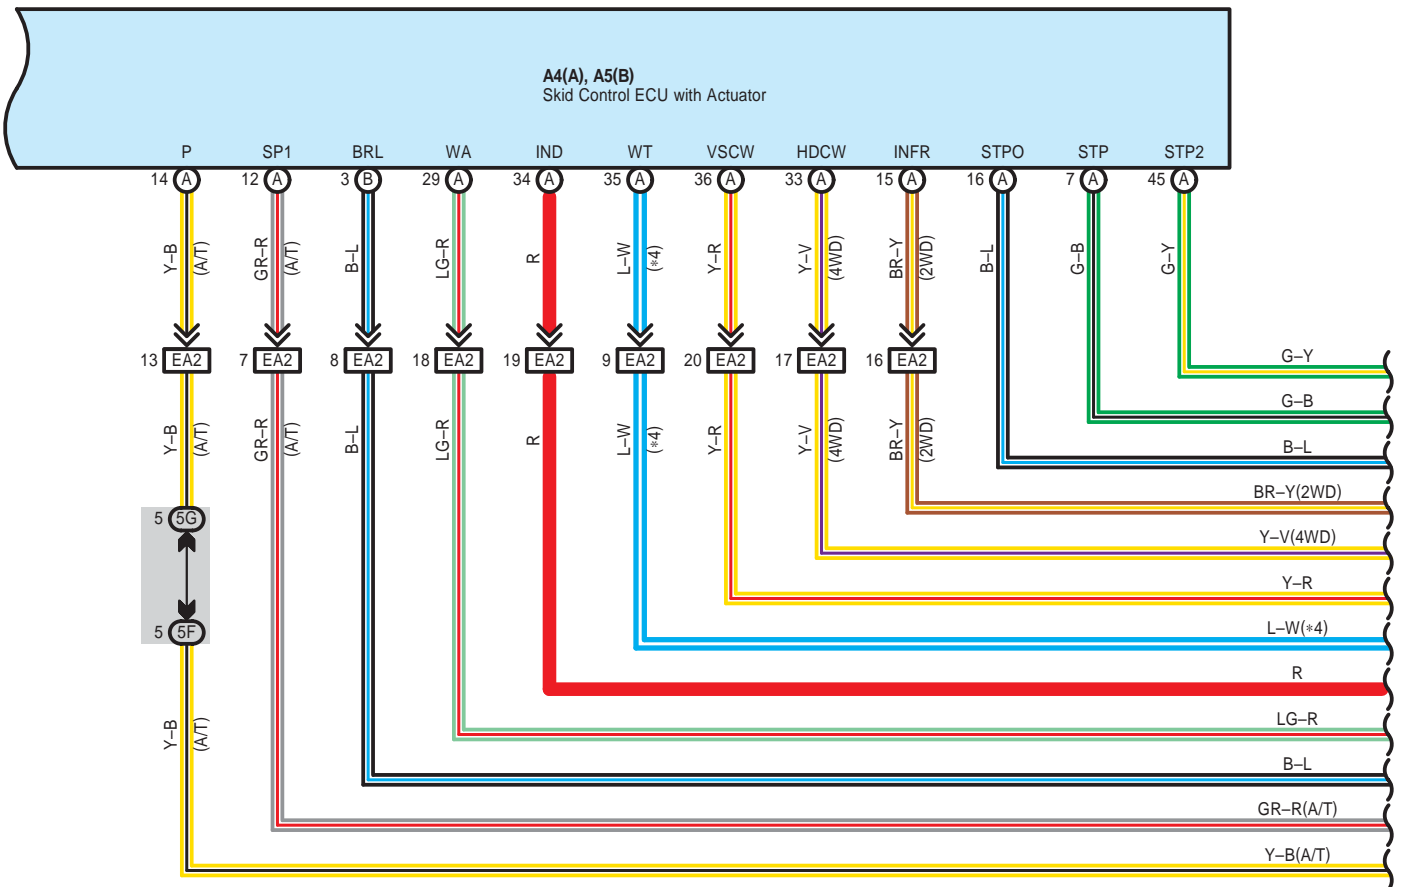 A4(A), A5(B)
Skid Control ECU with Actuator
P SP1 BRL WA IND WT VSCW HDCW INFR STPO STP STP2
14 A 12 A 3 B 29 A 34 A 35 A 36 A 33 A 15 A 16 A 7 A 45 A
Y–B (A/T) GR–R (A/T) B–L LG–R R L–W (∗4) Y–R Y–V (4WD) BR–Y (2WD) B–L G–B G–Y
13 EA2 7 EA2 8 EA2 18 EA2 19 EA2 9 EA2 20 EA2 17 EA2 16 EA2
G–Y
G–B
Y–B (A/T) GR–R (A/T) B–L LG–R R L–W (∗4) Y–R Y–V (4WD) BR–Y (2WD)
B–L
BR–Y(2WD)
5 5G
Y–V(4WD)
Y–R
5 5F
L–W(∗4)
R
Y–B (A/T)
LG–R
B–L
GR–R(A/T)
Y–B(A/T)